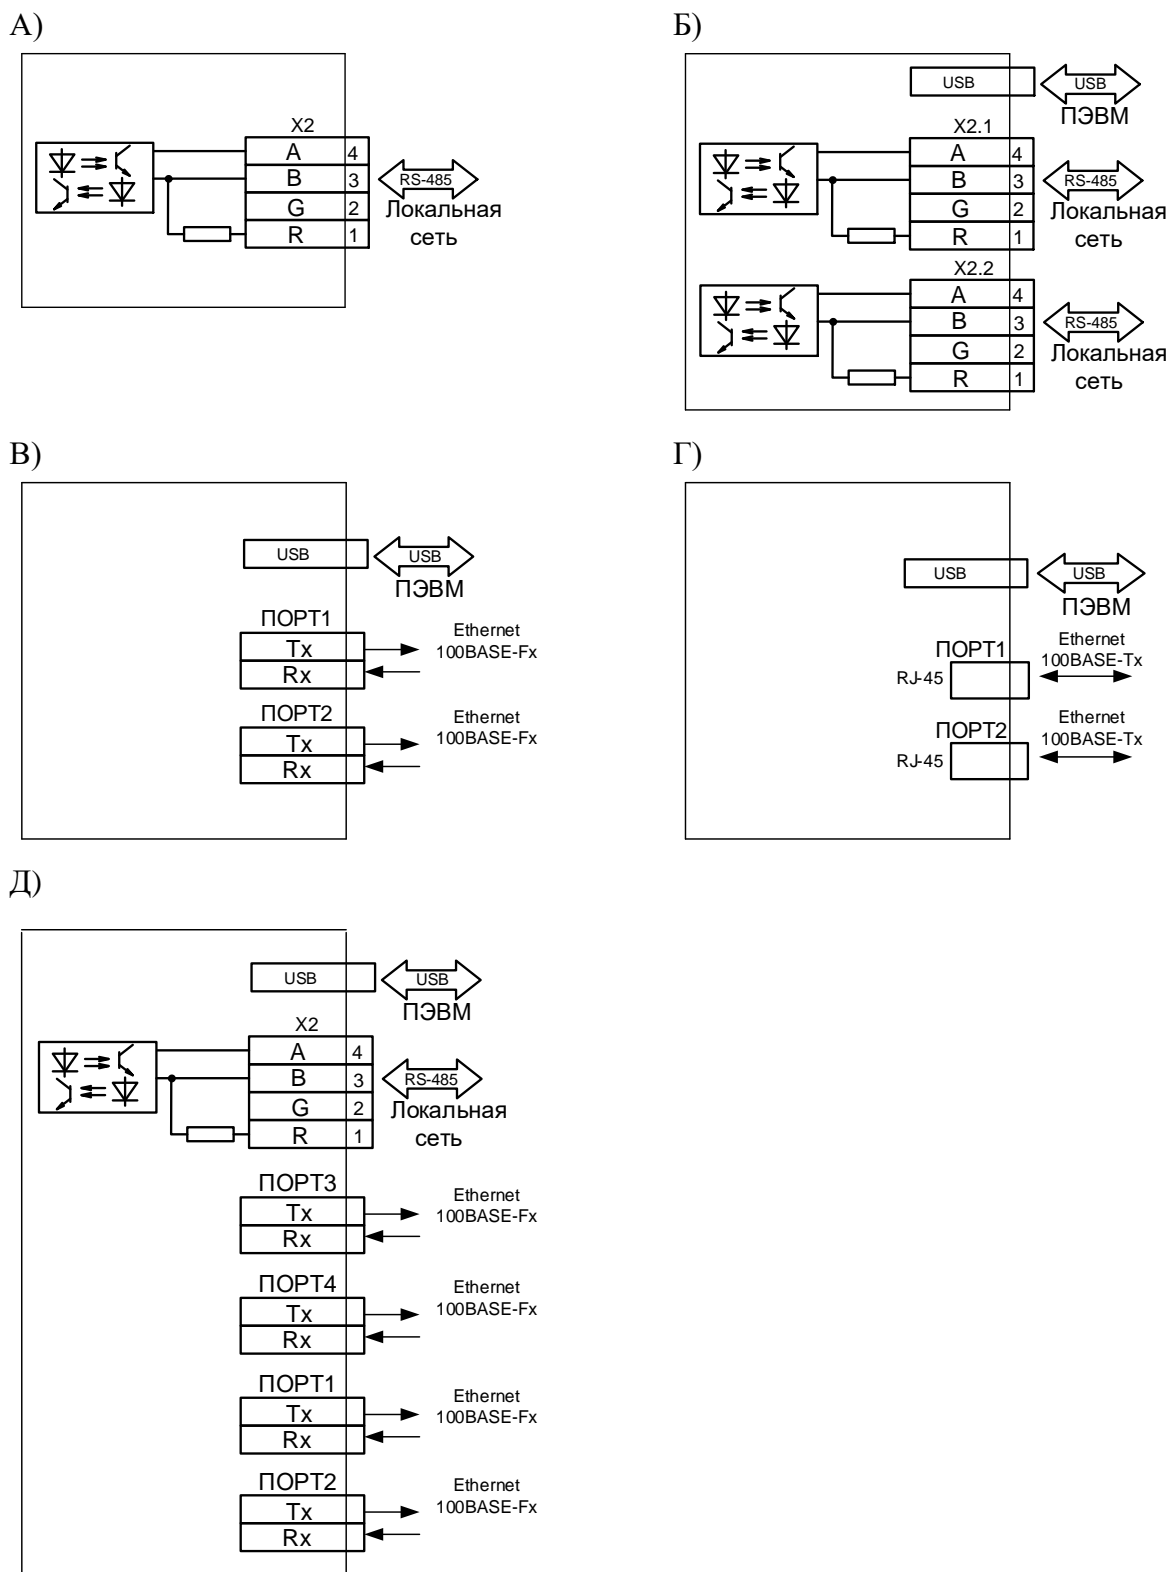 А)
X2
A 4
B 3
G 2
R 1
RS-485
Локальная
сеть
Б)
USB
USB
ПЭВМ
X2.1
A 4
B 3
G 2
R 1
RS-485
Локальная
сеть
X2.2
A 4
B 3
G 2
R 1
RS-485
Локальная
сеть
В)
USB
USB
ПЭВМ
ПОРТ1
Tx
Rx
Ethernet
100BASE-Fx
ПОРТ2
Tx
Rx
Ethernet
100BASE-Fx
Г)
USB
USB
ПЭВМ
ПОРТ1
RJ-45
Ethernet
100BASE-Tx
ПОРТ2
RJ-45
Ethernet
100BASE-Tx
Д)
USB
USB
ПЭВМ
X2
A 4
B 3
G 2
R 1
RS-485
Локальная
сеть
ПОРТ3
Tx
Rx
Ethernet
100BASE-Fx
ПОРТ4
Tx
Rx
Ethernet
100BASE-Fx
ПОРТ1
Tx
Rx
Ethernet
100BASE-Fx
ПОРТ2
Tx
Rx
Ethernet
100BASE-Fx